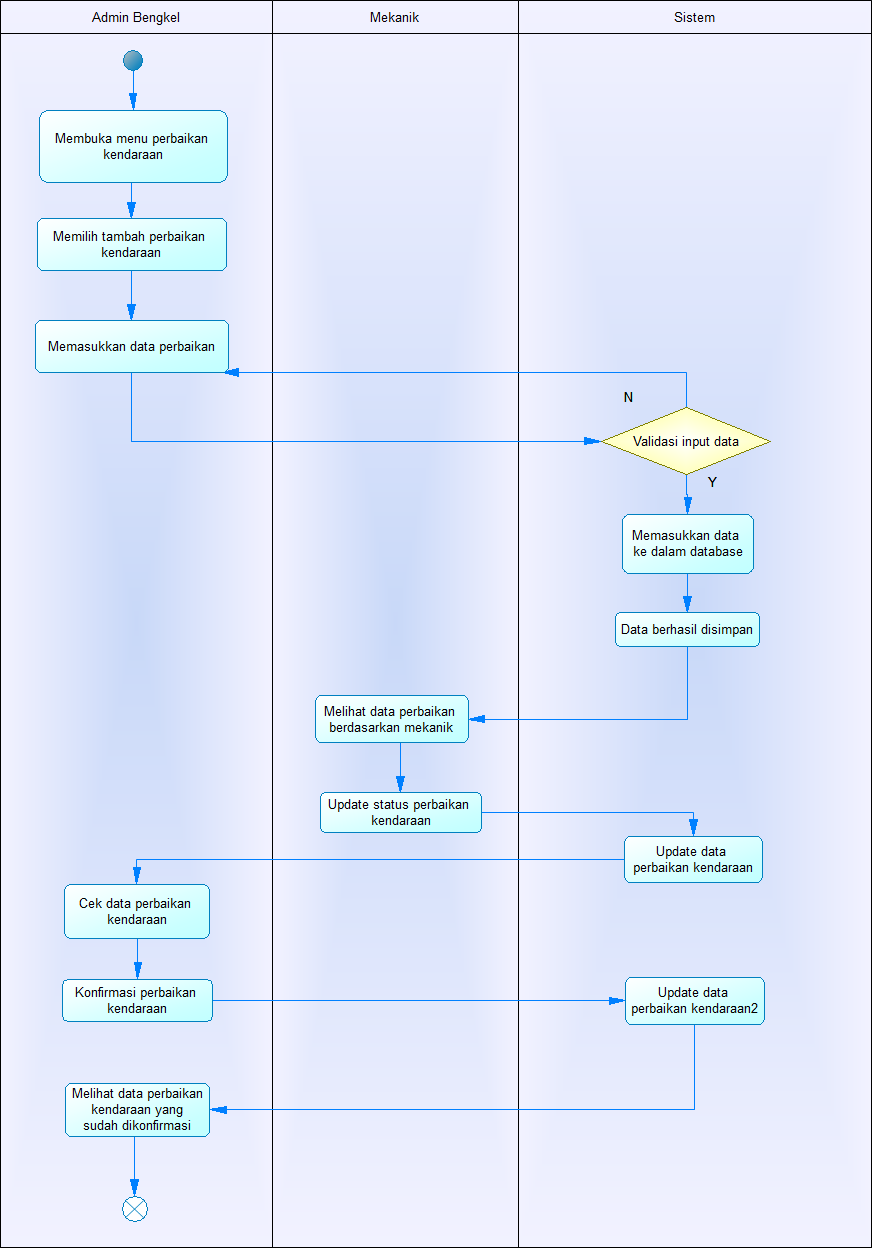 Admin Bengkel
Mekanik
Sistem
Membuka menu perbaikan
kendaraan
Memilih tambah perbaikan
kendaraan
Memasukkan data perbaikan
N
Validasi input data
Y
Memasukkan data
ke dalam database
Data berhasil disimpan
Melihat data perbaikan
berdasarkan mekanik
Update status perbaikan
kendaraan
Update data
perbaikan kendaraan
Cek data perbaikan
kendaraan
Konfirmasi perbaikan
kendaraan
Update data
perbaikan kendaraan2
Melihat data perbaikan
kendaraan yang
sudah dikonfirmasi